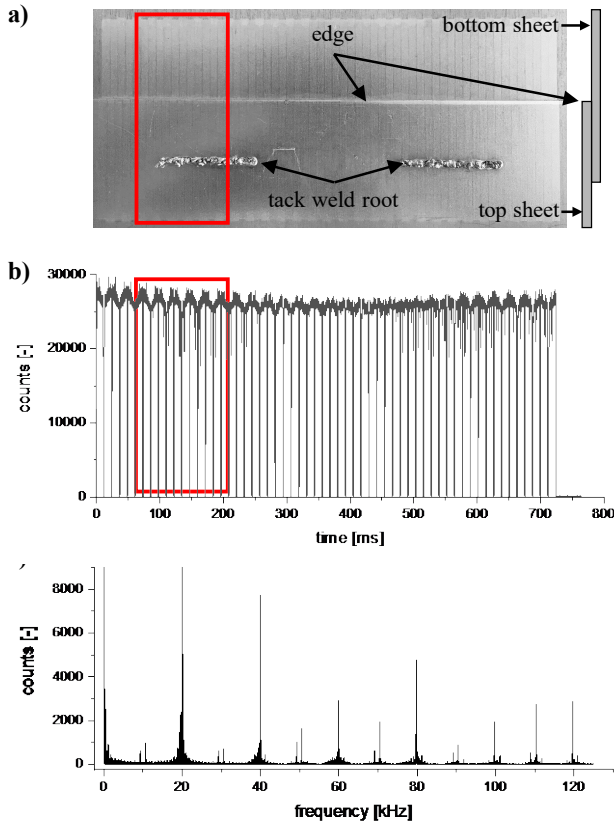 a)
edge
bottom sheet
tack weld root
top sheet
b)
30000
20000
10000
0
counts [-]
0 100 200 300 400 500 600 700 800
time [ms]
8000
6000
4000
2000
0
counts [-]
0 20 40 60 80 100 120
frequency [kHz]